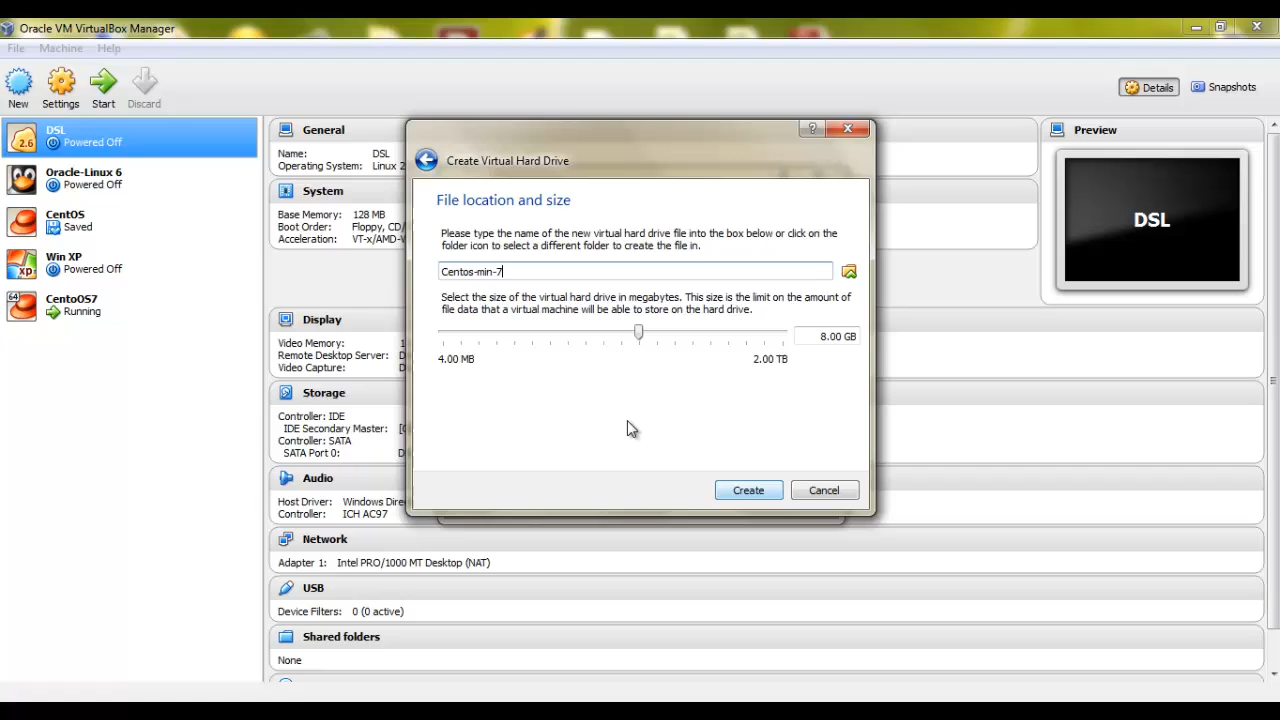 Oracle VM VirtualBox Manager
File Machine Help
New Settings Start Discard
Details Snapshots
DSL
Powered Off
2.6
Oracle-Linux 6
Powered Off
CentOS
Saved
Win XP
Powered Off
XP
CentoOS7
Running
64
General
Name: DSL
Operating System: Linux 2
System
Base Memory: 128 MB
Boot Order: Floppy, CD/
Acceleration: VT-x/AMD-V
Display
Video Memory: 1
Remote Desktop Server: D
Video Capture: D
Storage
Controller: IDE
IDE Secondary Master: [
Controller: SATA
SATA Port 0: D
Audio
Host Driver: Windows Dire
Controller: ICH AC97
Network
Adapter 1: Intel PRO/1000 MT Desktop (NAT)
USB
Device Filters: 0 (0 active)
Shared folders
None
Preview
DSL
Create Virtual Hard Drive
File location and size
Please type the name of the new virtual hard drive file into the box below or click on the
folder icon to select a different folder to create the file in.
Centos-min-7
Select the size of the virtual hard drive in megabytes. This size is the limit on the amount of
file data that a virtual machine will be able to store on the hard drive.
8.00 GB
4.00 MB 2.00 TB
Create Cancel